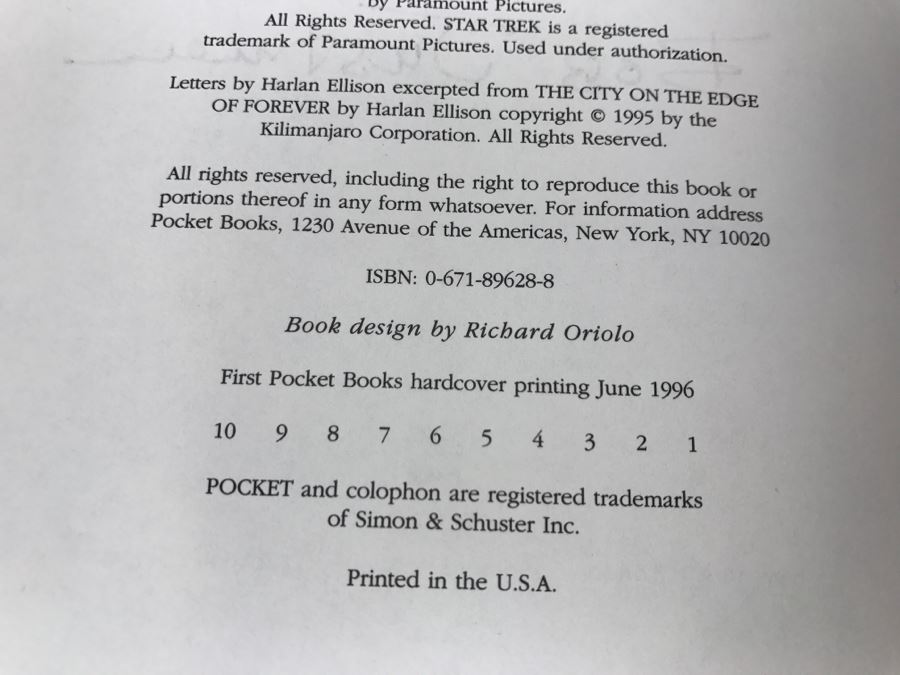 by Paramount Pictures.
All Rights Reserved. STAR TREK is a registered
trademark of Paramount Pictures. Used under authorization.
Letters by Harlan Ellison excerpted from THE CITY ON THE EDGE
OF FOREVER by Harlan Ellison copyright © 1995 by the
Kilimanjaro Corporation. All Rights Reserved.
All rights reserved, including the right to reproduce this book or
portions thereof in any form whatsoever. For information address
Pocket Books, 1230 Avenue of the Americas, New York, NY 10020
ISBN: 0-671-89628-8
Book design by Richard Oriolo
First Pocket Books hardcover printing June 1996
10 9 8 7 6 5 4 3 2 1
POCKET and colophon are registered trademarks
of Simon & Schuster Inc.
Printed in the U.S.A.